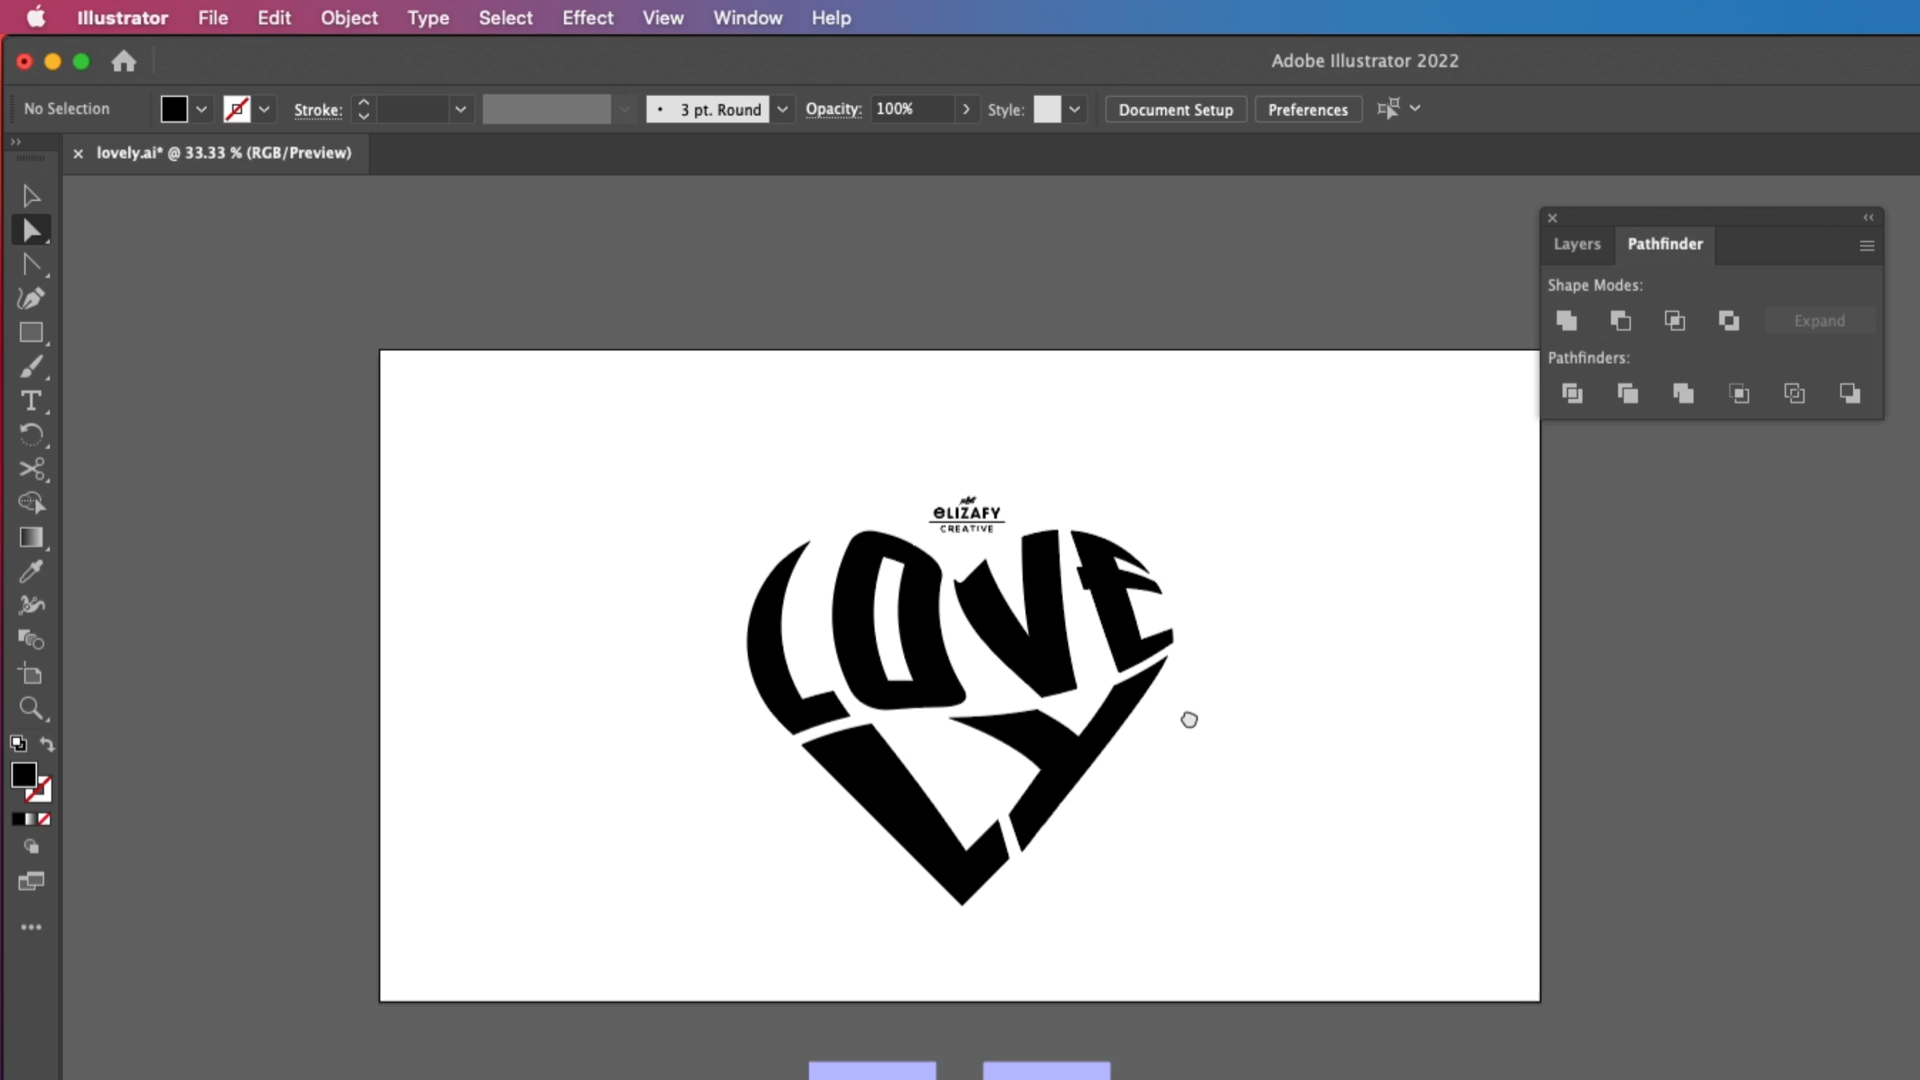 Illustrator File Edit Object Type Select Effect View Window Help
Adobe Illustrator 2022
No Selection Stroke: 3 pt. Round Opacity: 100% Style: Document Setup Preferences
lovely.ai* @ 33.33 % (RGB/Preview)
Layers Pathfinder
Shape Modes:
Expand
Pathfinders:
eLIZAFY
CREATIVE
LOVE
LY